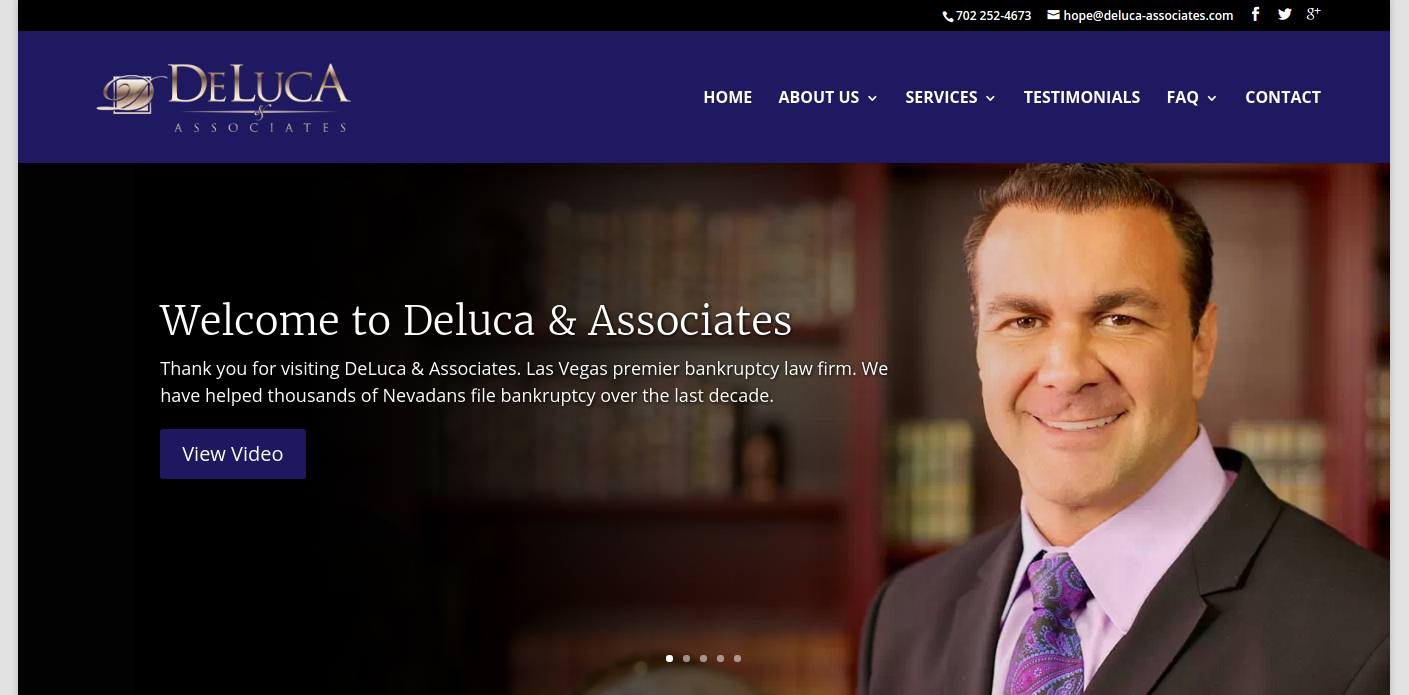 702 252-4673 hope@deluca-associates.com
DELUCA
&
ASSOCIATES
HOME ABOUT US SERVICES TESTIMONIALS FAQ CONTACT
Welcome to Deluca & Associates
Thank you for visiting DeLuca & Associates. Las Vegas premier bankruptcy law firm. We
have helped thousands of Nevadans file bankruptcy over the last decade.
View Video